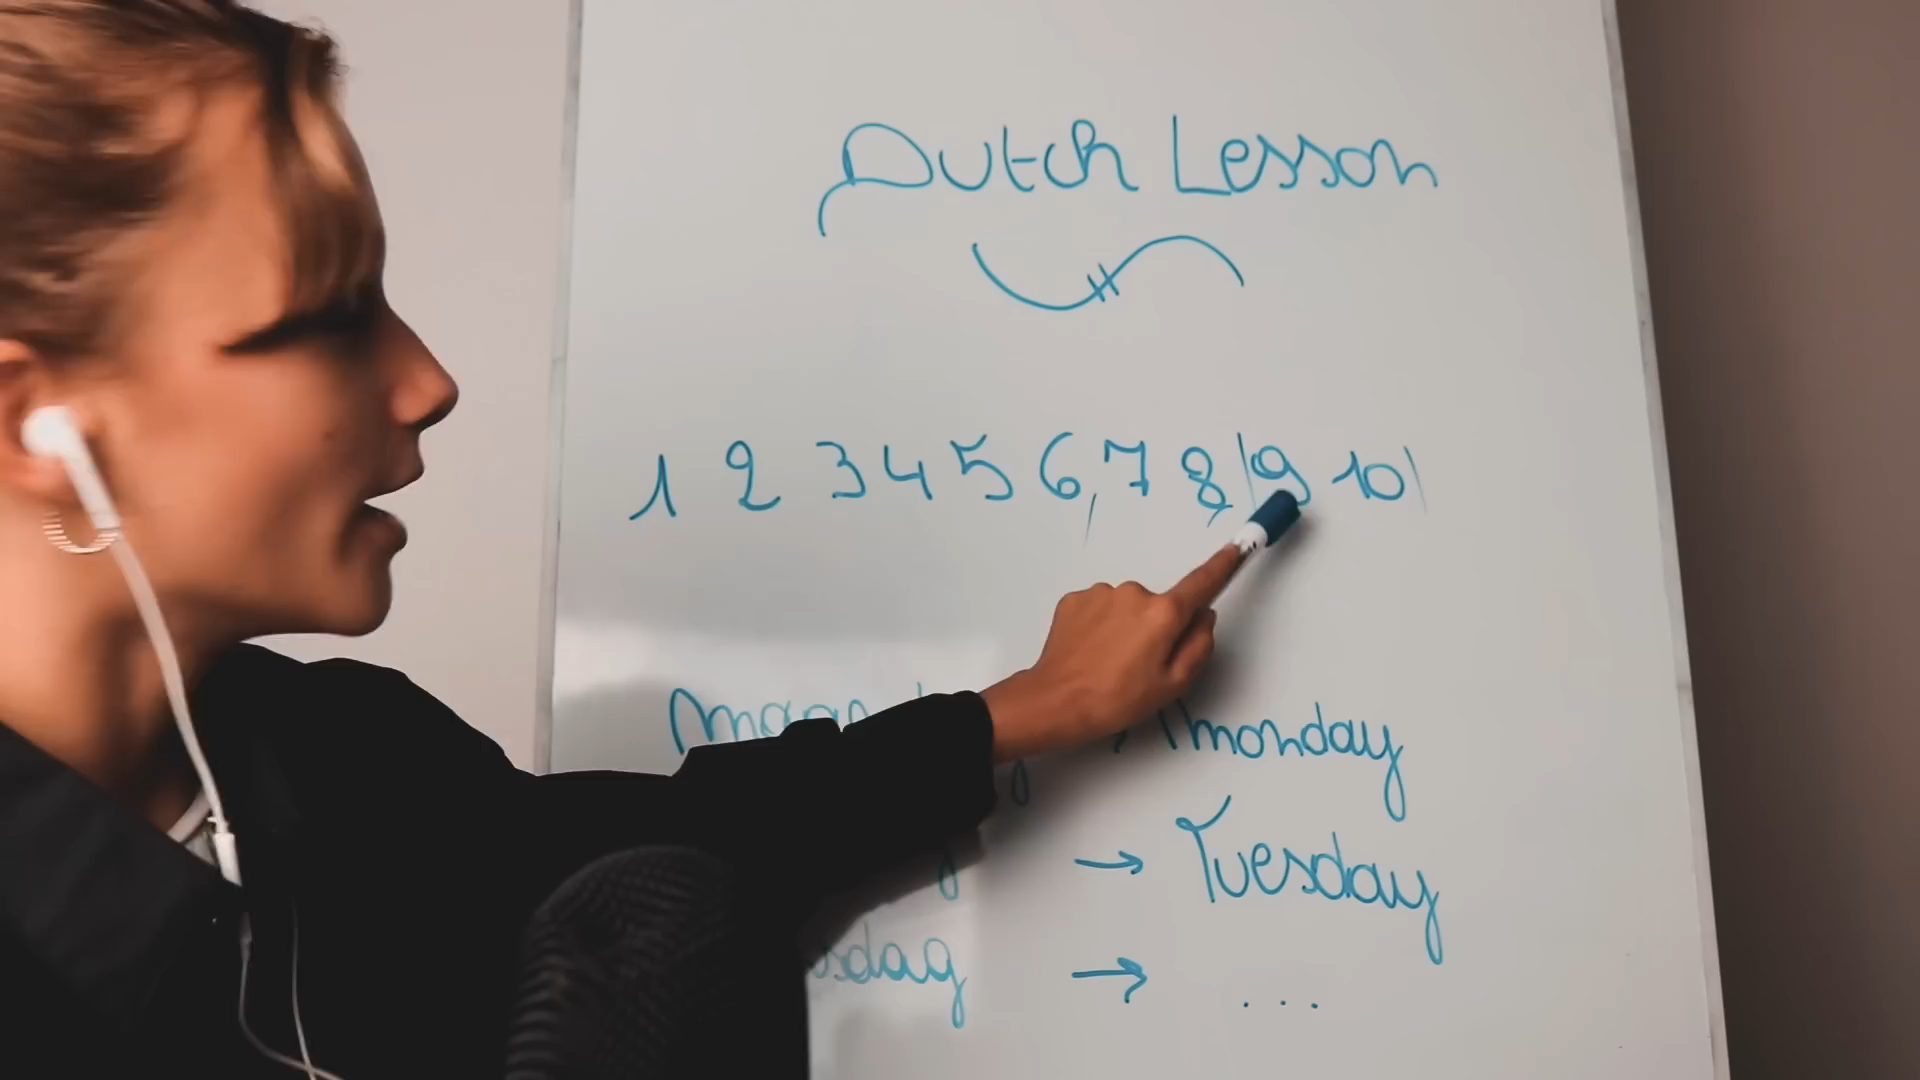 Dutch Lesson
1 2 3 4 5 6 7 8 9 10
monday
→ Tuesday
→ ...